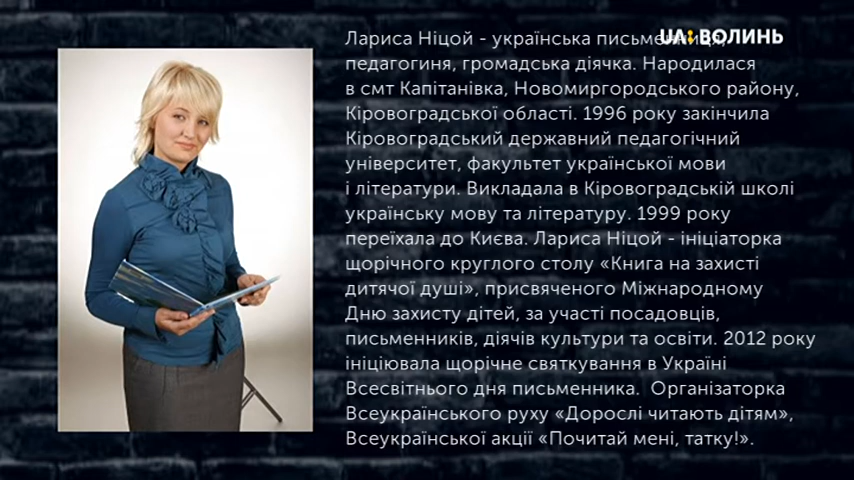 UA: ВОЛИНЬ
Лариса Ніцой - українська письменниця,
педагогиня, громадська діячка. Народилася
в смт Капітанівка, Новомиргородського району,
Кіровоградської області. 1996 року закінчила
Кіровоградський державний педагогічний
університет, факультет української мови
і літератури. Викладала в Кіровоградській школі
українську мову та літературу. 1999 року
переїхала до Києва. Лариса Ніцой - ініціаторка
щорічного круглого столу «Книга на захисті
дитячої душі», присвяченого Міжнародному
Дню захисту дітей, за участі посадовців,
письменників, діячів культури та освіти. 2012 року
ініціювала щорічне святкування в Україні
Всесвітнього дня письменника. Організаторка
Всеукраїнського руху «Дорослі читають дітям»,
Всеукраїнської акції «Почитай мені, татку!».